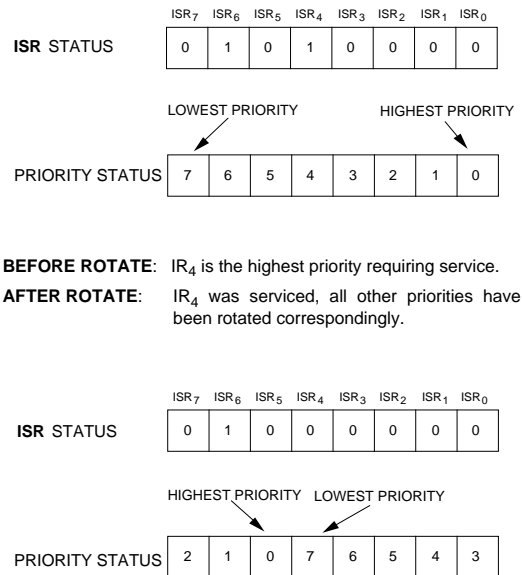 ISR7 ISR6 ISR5 ISR4 ISR3 ISR2 ISR1 ISR0
ISR STATUS 0 1 0 1 0 0 0 0
LOWEST PRIORITY HIGHEST PRIORITY
PRIORITY STATUS 7 6 5 4 3 2 1 0
BEFORE ROTATE: IR4 is the highest priority requiring service.
AFTER ROTATE: IR4 was serviced, all other priorities have
been rotated correspondingly.
ISR7 ISR6 ISR5 ISR4 ISR3 ISR2 ISR1 ISR0
ISR STATUS 0 1 0 0 0 0 0 0
HIGHEST PRIORITY LOWEST PRIORITY
PRIORITY STATUS 2 1 0 7 6 5 4 3